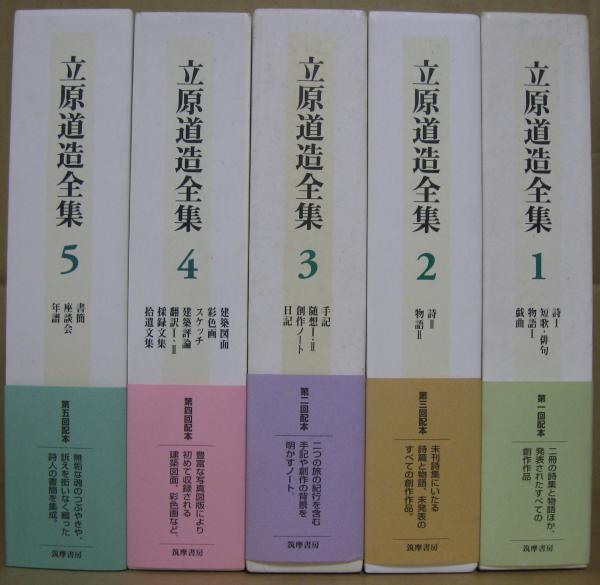 立原道造全集
1
詩Ⅰ
短歌・俳句
物語Ⅰ
戯曲
第一回配本
二冊の詩集と物語ほか、
発表されたすべての
創作作品。
筑摩書房
立原道造全集
2
詩Ⅱ
物語Ⅱ
第三回配本
未刊詩集にいたる
詩篇と物語、未発表の
すべての創作作品。
筑摩書房
立原道造全集
3
手記
随想Ⅰ・Ⅱ
創作ノート
日記
第二回配本
二つの旅の紀行を含む
手記や創作の背景を
明かすノート。
筑摩書房
立原道造全集
4
建築図面
彩色画
スケッチ
建築評論
翻訳Ⅰ・Ⅲ
採録文集
拾遺文集
第四回配本
豊富な写真図版により
初めて収録される
建築図面、彩色画など。
筑摩書房
立原道造全集
5
書簡
座談会
年譜
第五回配本
無垢な魂のつぶやきや、
訴えを衒いなく綴った
詩人の書簡を集成。
筑摩書房